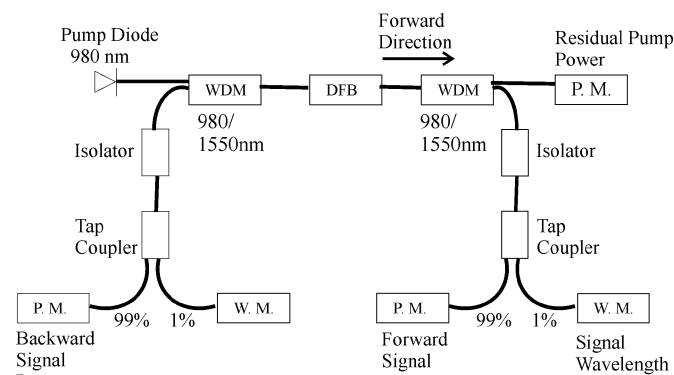 Pump Diode
980 nm
Forward
Direction
Residual Pump
Power
WDM
DFB
WDM
P. M.
980/
1550nm
980/
1550nm
Isolator
Isolator
Tap
Coupler
Tap
Coupler
P. M.
99%
1%
W. M.
P. M.
99%
1%
W. M.
Backward
Signal
Forward
Signal
Signal
Wavelength